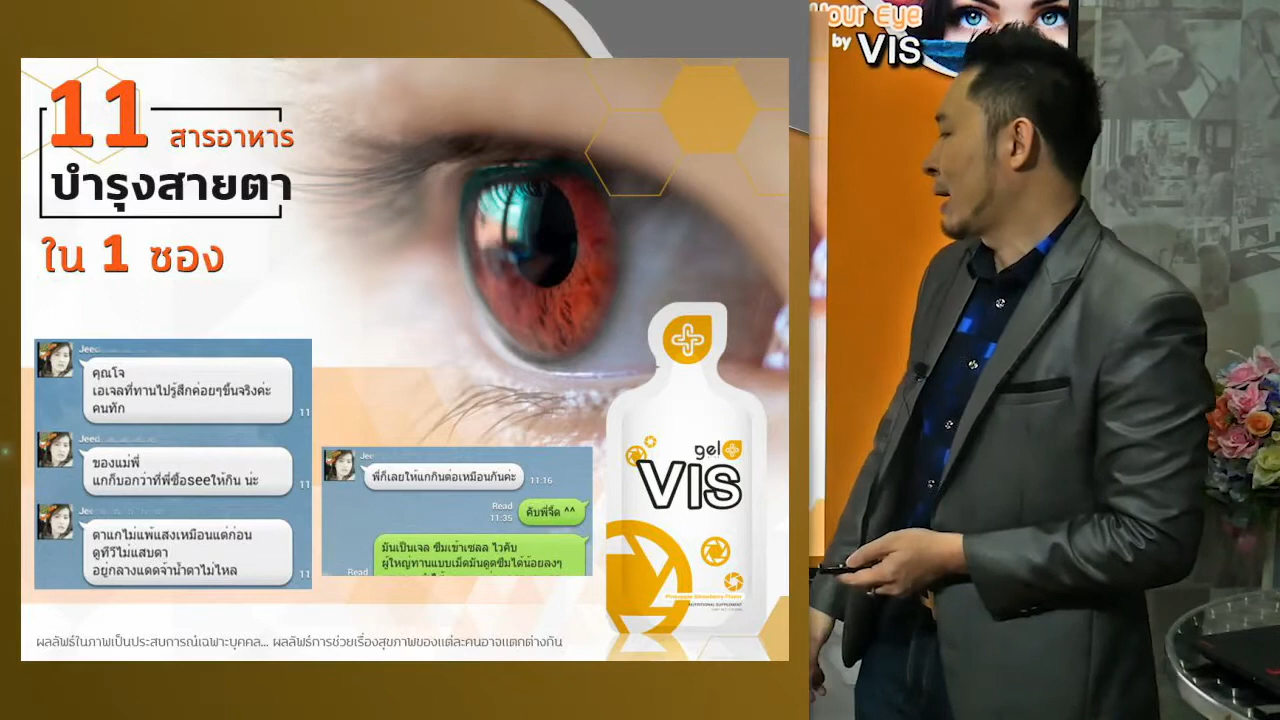 11 สารอาหาร
บำรุงสายตา
ใน 1 ซอง
Your Eye
by VIS
Jeed
คุณโจ
เอเจลที่ทานไปรู้สึกค่อยๆขึ้นจริงค่ะ
คนทัก
11
Jeed
ของแม่พี่
แกก็บอกว่าที่พี่ซื้อseeให้กิน น่ะ
11
Jee
ตาแกไม่แพ้แสงเหมือนแต่ก่อน
ดูทีวีไม่แสบตา
อยู่กลางแดดจ้าน้ำตาไม่ไหล
11
Jee
พี่ก็เลยให้แกกินต่อเหมือนกันค่ะ
11:16
Read
11:35
คับพี่จี๊ด ^^
มันเป็นเจล ซึมเข้าเซลล ไวคับ
ผู้ใหญ่ทานแบบเม็ดมันดูดซึมได้น้อยลงๆ
Read
gel
VIS
Pineapple Strawberry Flavor
NUTRITIONAL SUPPLEMENT
ผลลัพธ์ในภาพเป็นประสบการณ์เฉพาะบุคคล... ผลลัพธ์การช่วยเรื่องสุขภาพของแต่ละคนอาจแตกต่างกัน